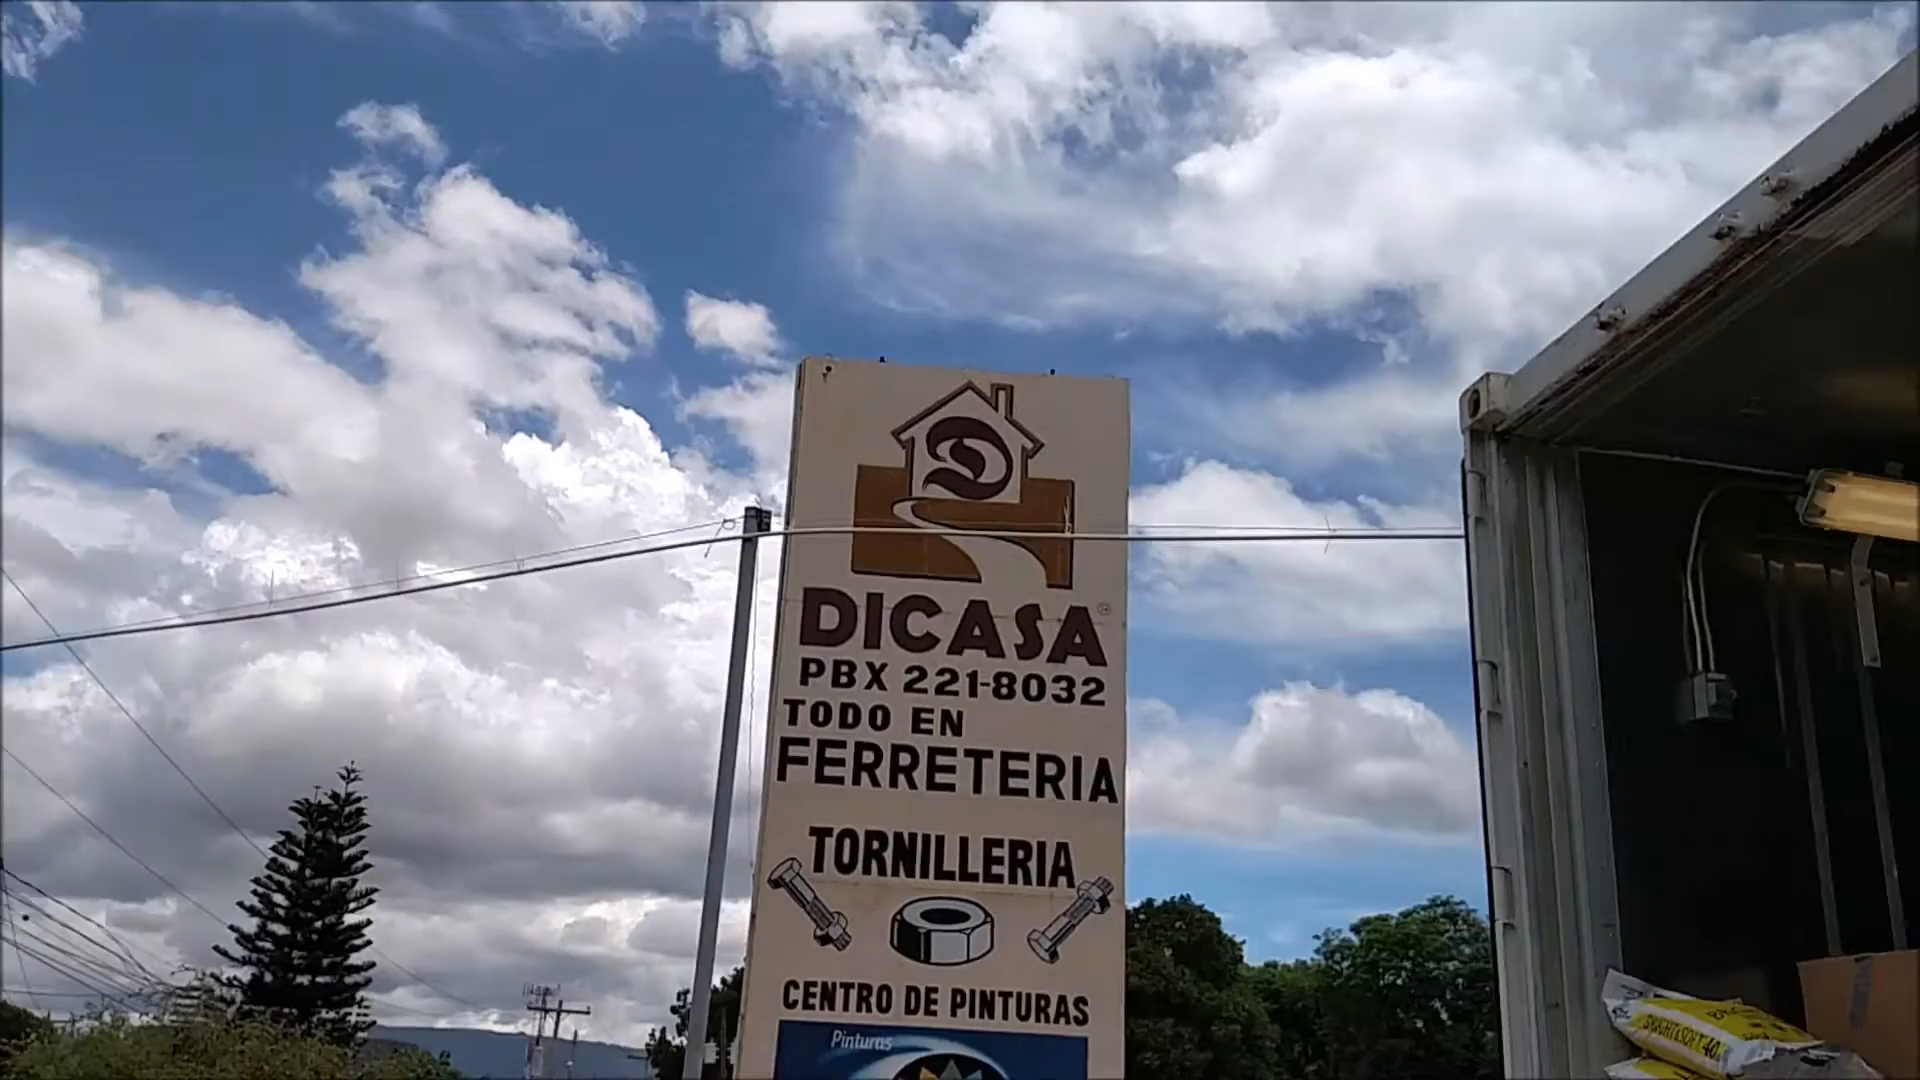 D
DICASA
PBX 221-8032
TODO EN
FERRETERIA
TORNILLERIA
CENTRO DE PINTURAS
Pinturas